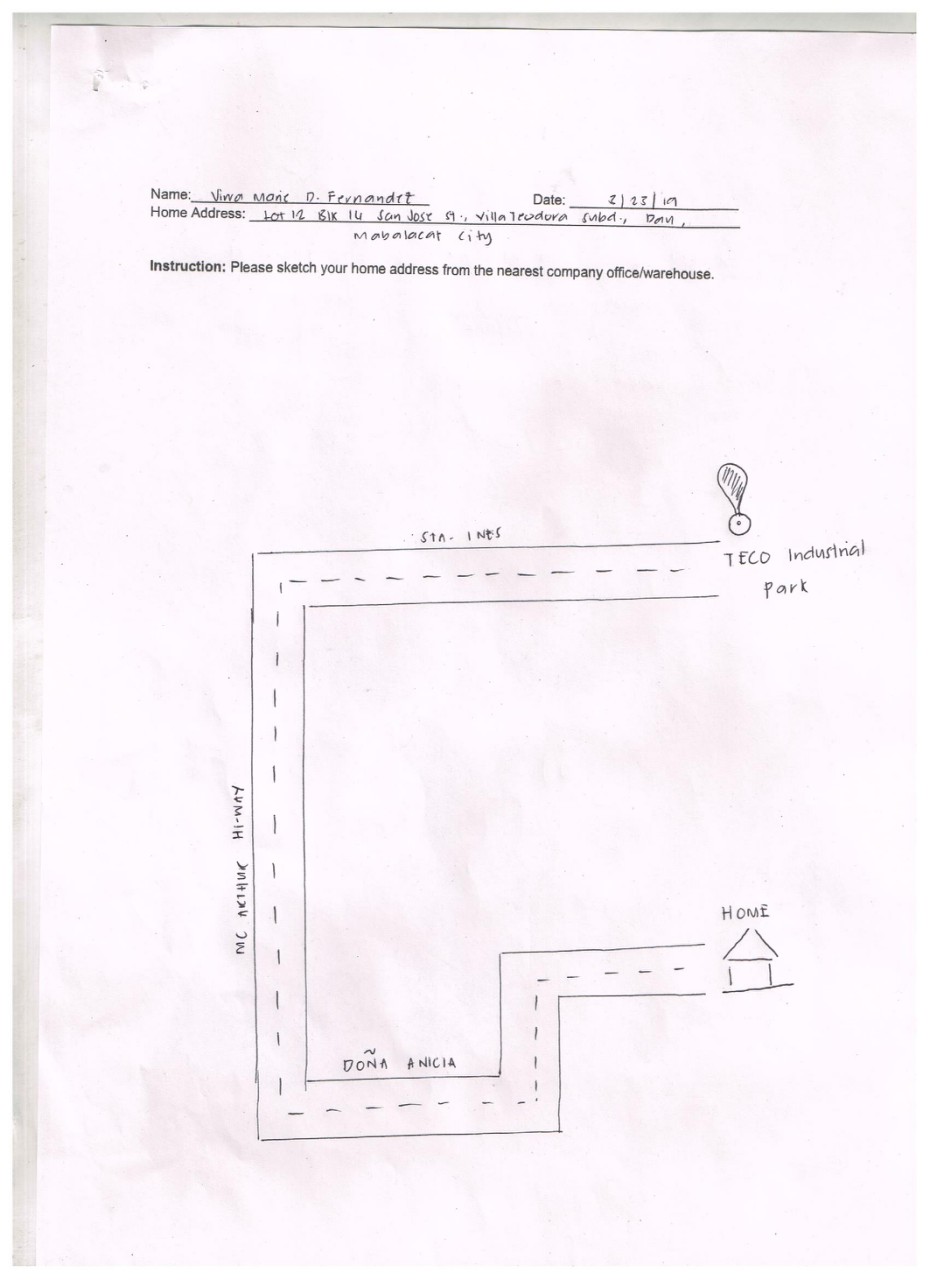 Name: Vinva Marie D. Fernandez Date: 2/23/19
Home Address: Lot 12 Blk 14 San Jose St., Villa Teodora Subd., Dau,
Mabalacat City
Instruction: Please sketch your home address from the nearest company office/warehouse.
STA. INES
TECO Industrial
Park
MC ARTHUR HI-WAY
HOME
DOÑA ANICIA